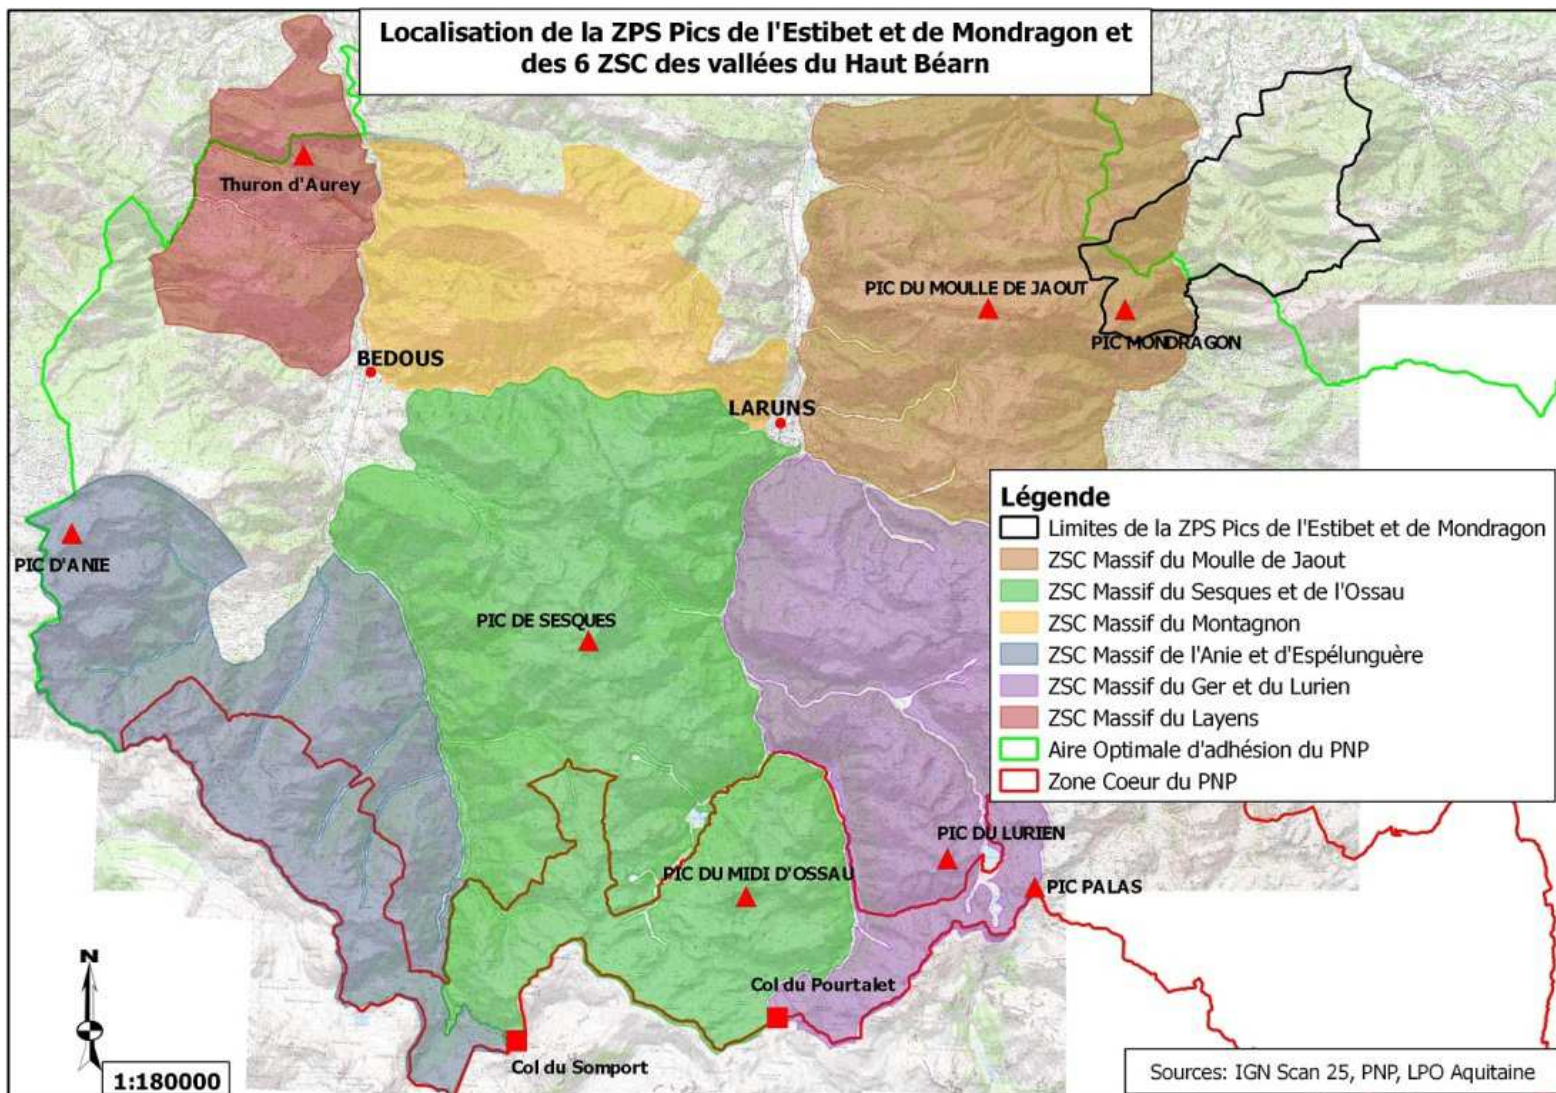 Localisation de la ZPS Pics de l'Estibet et de Mondragon et
des 6 ZSC des vallées du Haut Béarn
Thuron d'Aurey
PIC DU MOULLE DE JAOUT
PIC MONDRAGON
BEDOUS
LARUNS
PIC D'ANIE
PIC DE SESQUES
Légende
Limites de la ZPS Pics de l'Estibet et de Mondragon
ZSC Massif du Moulle de Jaout
ZSC Massif du Sesques et de l'Ossau
ZSC Massif du Montagnon
ZSC Massif de l'Anie et d'Espélunguère
ZSC Massif du Ger et du Lurien
ZSC Massif du Layens
Aire Optimale d'adhésion du PNP
Zone Coeur du PNP
PIC DU LURIEN
PIC DU MIDI D'OSSAU
PIC PALAS
Col du Pourtalet
Col du Somport
N
1:180000
Sources: IGN Scan 25, PNP, LPO Aquitaine